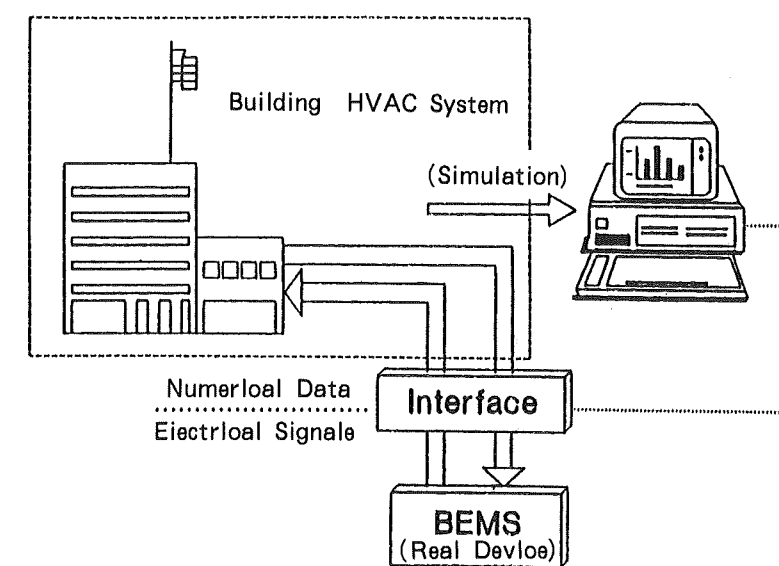 Building HVAC System
(Simulation)
Numerloal Data
Eiectrloal Signale
Interface
BEMS
(Real Devloe)